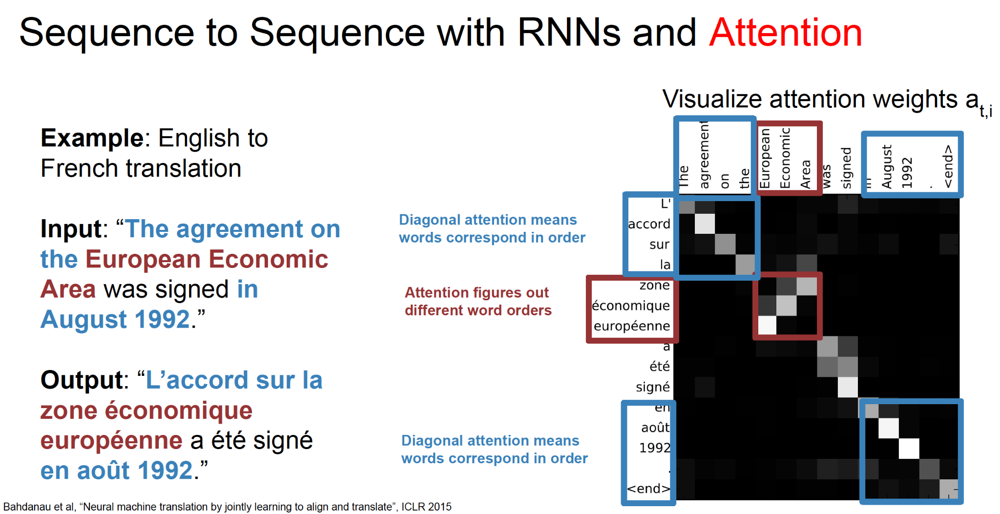 Sequence to Sequence with RNNs and Attention
Visualize attention weights a_t,i
Example: English to
French translation
Input: “The agreement on
the European Economic
Area was signed in
August 1992.”
Output: “L’accord sur la
zone économique
européenne a été signé
en août 1992.”
Diagonal attention means
words correspond in order
Attention figures out
different word orders
Diagonal attention means
words correspond in order
The
agreement
on
the
European
Economic
Area
was
signed
in
August
1992
.
<end>
L'
accord
sur
la
zone
économique
européenne
a
été
signé
en
août
1992
.
<end>
Bahdanau et al, “Neural machine translation by jointly learning to align and translate”, ICLR 2015